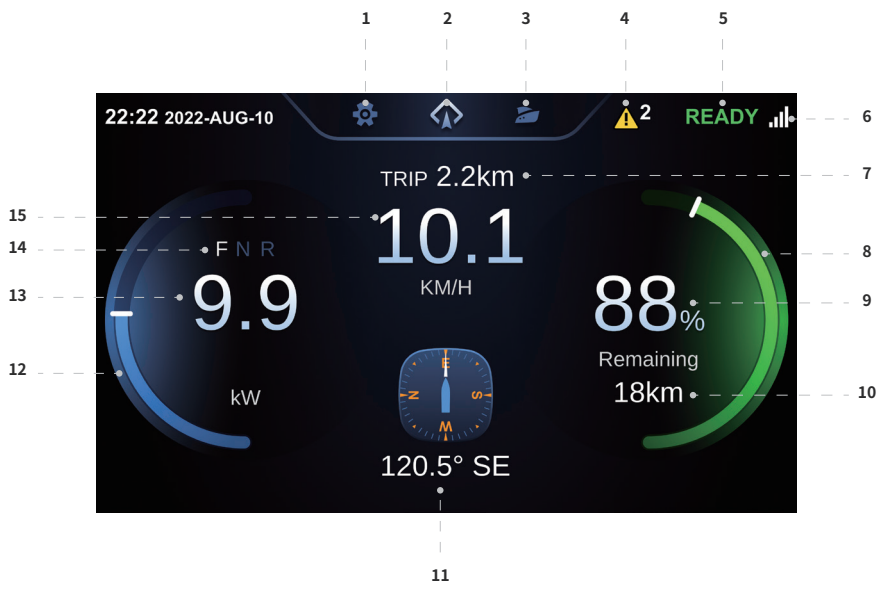 1 2 3 4 5
22:22 2022-AUG-10 2 READY 6
TRIP 2.2km 7
15 10.1
14 F N R 8
KM/H
13 9.9 88% 9
Remaining
12 kW 18km 10
E
N S
W
120.5° SE
11